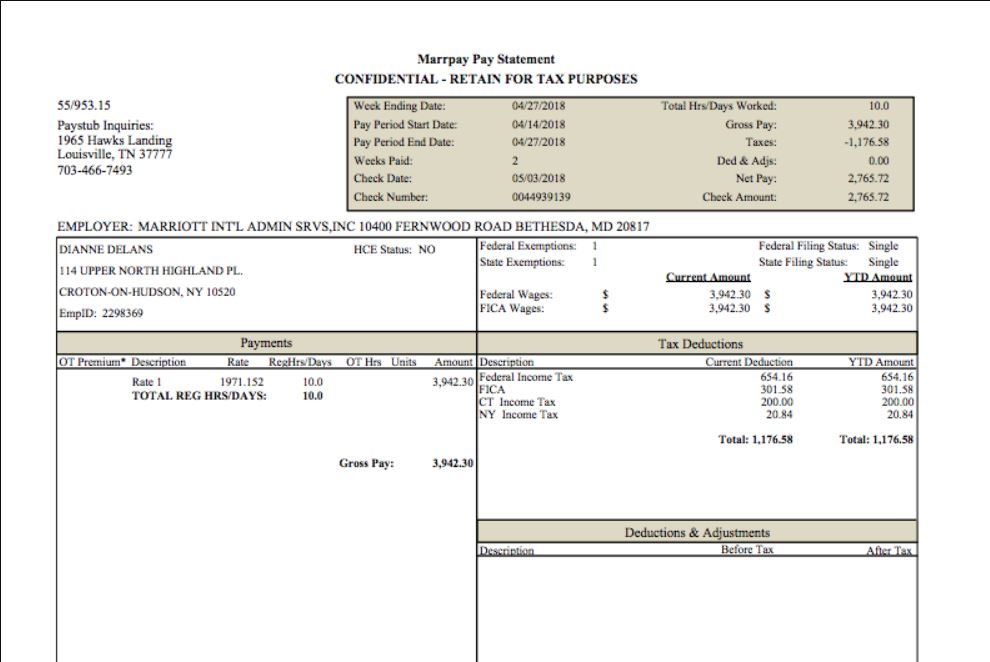 Marrpay Pay Statement
CONFIDENTIAL - RETAIN FOR TAX PURPOSES
55/953.15
Paystub Inquiries:
1965 Hawks Landing
Louisville, TN 37777
703-466-7493
Week Ending Date: 04/27/2018 Total Hrs/Days Worked: 10.0
Pay Period Start Date: 04/14/2018 Gross Pay: 3,942.30
Pay Period End Date: 04/27/2018 Taxes: -1,176.58
Weeks Paid: 2 Ded & Adjs: 0.00
Check Date: 05/03/2018 Net Pay: 2,765.72
Check Number: 0044939139 Check Amount: 2,765.72
EMPLOYER: MARRIOTT INT'L ADMIN SRVS,INC 10400 FERNWOOD ROAD BETHESDA, MD 20817
DIANNE DELANS HCE Status: NO
114 UPPER NORTH HIGHLAND PL.
CROTON-ON-HUDSON, NY 10520
EmpID: 2298369
Federal Exemptions: 1 Federal Filing Status: Single
State Exemptions: 1 State Filing Status: Single
Current Amount YTD Amount
Federal Wages: $ 3,942.30 $ 3,942.30
FICA Wages: $ 3,942.30 $ 3,942.30
Payments
OT Premium* Description Rate RegHrs/Days OT Hrs Units Amount
Rate 1 1971.152 10.0 3,942.30
TOTAL REG HRS/DAYS: 10.0
Gross Pay: 3,942.30
Tax Deductions
Description Current Deduction YTD Amount
Federal Income Tax 654.16 654.16
FICA 301.58 301.58
CT Income Tax 200.00 200.00
NY Income Tax 20.84 20.84
Total: 1,176.58 Total: 1,176.58
Deductions & Adjustments
Description Before Tax After Tax